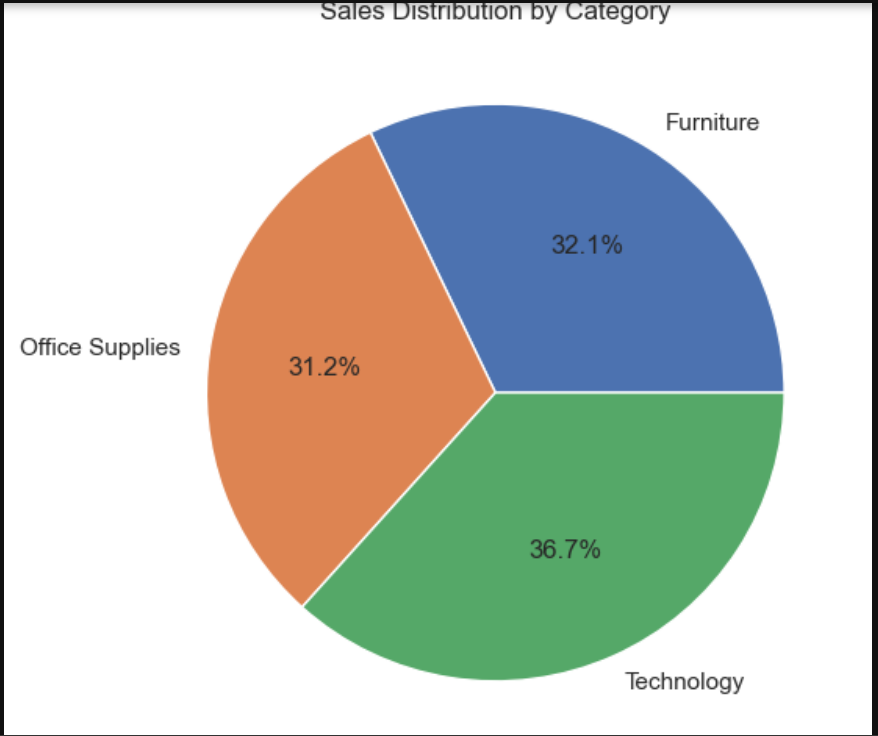 Sales Distribution by Category
Furniture
32.1%
Office Supplies
31.2%
36.7%
Technology